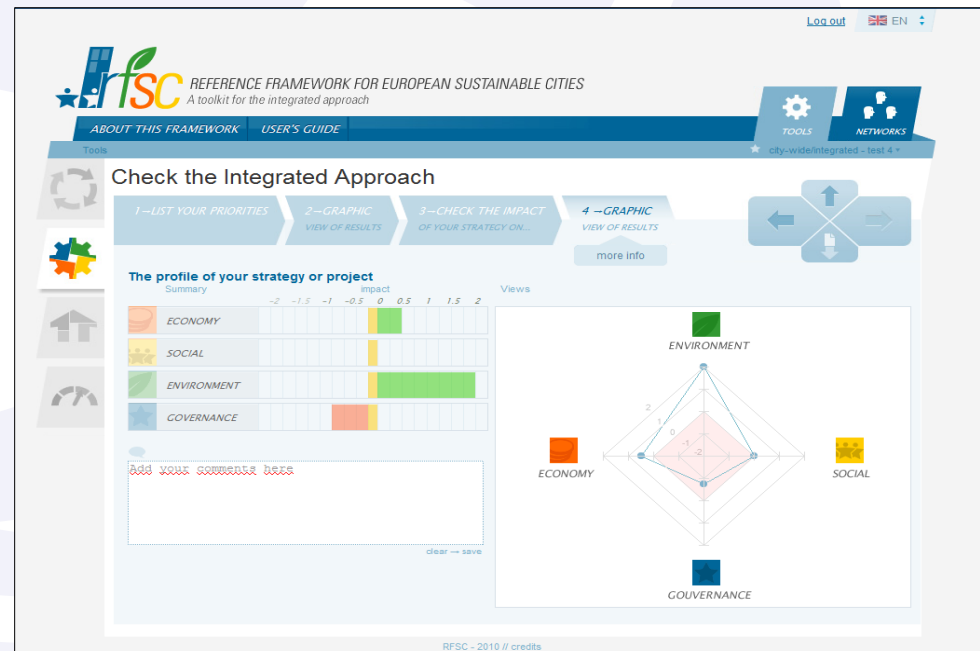 Log out EN
rfsc REFERENCE FRAMEWORK FOR EUROPEAN SUSTAINABLE CITIES
A toolkit for the integrated approach
ABOUT THIS FRAMEWORK USER'S GUIDE
TOOLS NETWORKS
Tools
city-wide/integrated - test 4
Check the Integrated Approach
1→LIST YOUR PRIORITIES 2→GRAPHIC 3→CHECK THE IMPACT 4 →GRAPHIC
VIEW OF RESULTS OF YOUR STRATEGY ON... VIEW OF RESULTS
more info
The profile of your strategy or project
Summary impact Views
-2 -1.5 -1 -0.5 0 0.5 1 1.5 2
ECONOMY
SOCIAL
ENVIRONMENT
GOVERNANCE
Add your comments here
clear → save
ENVIRONMENT
2
1
0
-1
-2
ECONOMY
SOCIAL
GOUVERNANCE
RFSC - 2010 // credits